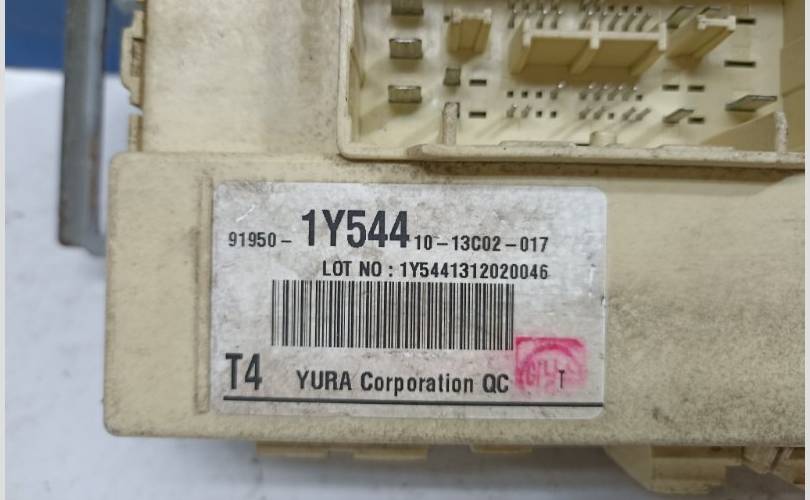 91950-1Y544 10-13C02-017
LOT NO : 1Y5441312020046
T4 YURA Corporation QC T